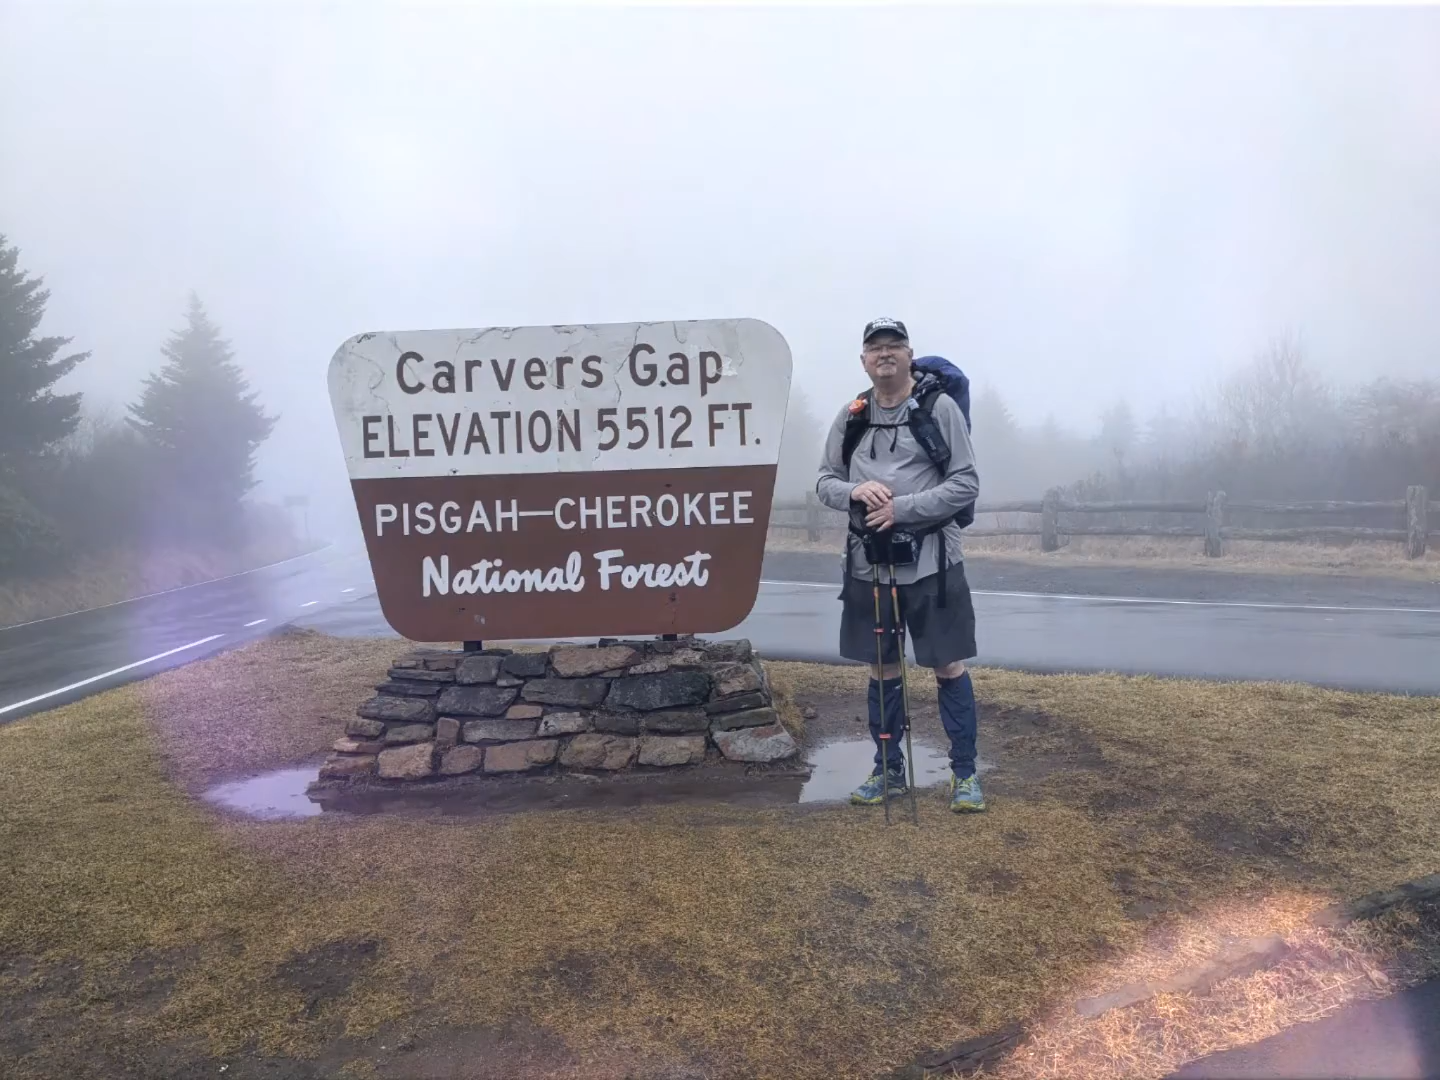 Carvers Gap
ELEVATION 5512 FT.
PISGAH—CHEROKEE
National Forest